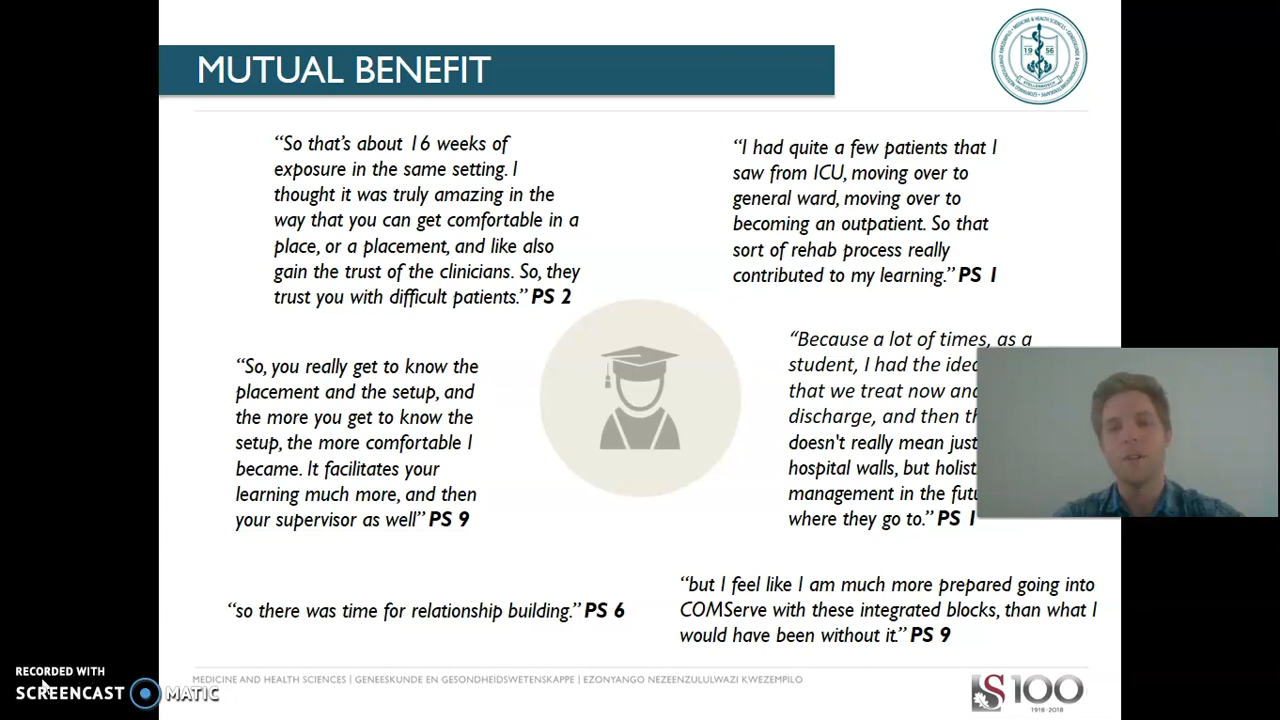 MUTUAL BENEFIT
1956
“So that’s about 16 weeks of
exposure in the same setting. I
thought it was truly amazing in the
way that you can get comfortable in a
place, or a placement, and like also
gain the trust of the clinicians. So, they
trust you with difficult patients.” PS 2
“I had quite a few patients that I
saw from ICU, moving over to
general ward, moving over to
becoming an outpatient. So that
sort of rehab process really
contributed to my learning.” PS 1
“So, you really get to know the
placement and the setup, and
the more you get to know the
setup, the more comfortable I
became. It facilitates your
learning much more, and then
your supervisor as well” PS 9
“Because a lot of times, as a
student, I had the
that we treat now
discharge, and then
doesn't really mean just
hospital walls, but
management in the
where they go to.” PS 1
“so there was time for relationship building.” PS 6
“but I feel like I am much more prepared going into
COMServe with these integrated blocks, than what I
would have been without it.” PS 9
MEDICINE AND HEALTH SCIENCES | GENEESKUNDE EN GESONDHEIDSWETENSKAPPE | EZONYANGO NEZEENZULULWAZI KWEZEMPILO
S100
1918·2018
RECORDED WITH
SCREENCAST MATIC